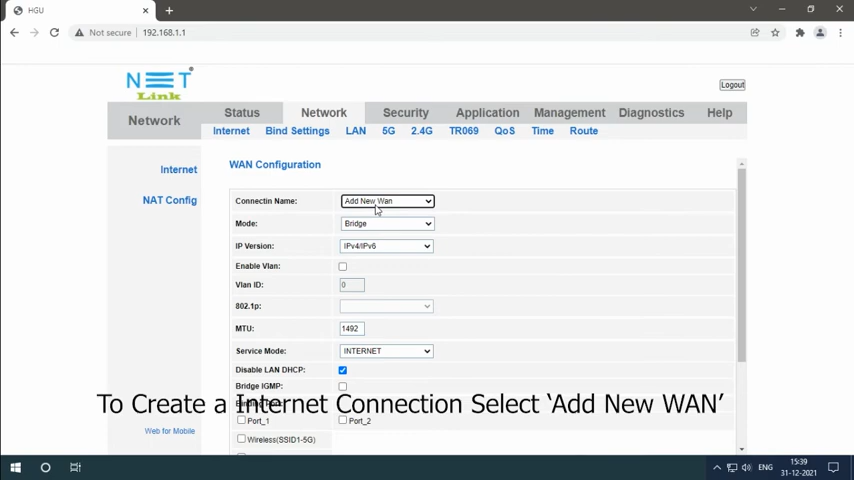 HGU
Not secure | 192.168.1.1
NET
Link
Logout
Network
Status Network Security Application Management Diagnostics Help
Internet Bind Settings LAN 5G 2.4G TR069 QoS Time Route
Internet
NAT Config
WAN Configuration
Connectin Name: Add New Wan
Mode: Bridge
IP Version: IPv4/IPv6
Enable Vlan:
Vlan ID: 0
802.1p:
MTU: 1492
Service Mode: INTERNET
Disable LAN DHCP:
Bridge IGMP:
To Create a Internet Connection Select ‘Add New WAN’
Port_1 Port_2
Web for Mobile
Wireless(SSID1-5G)
ENG
15:39
31-12-2021